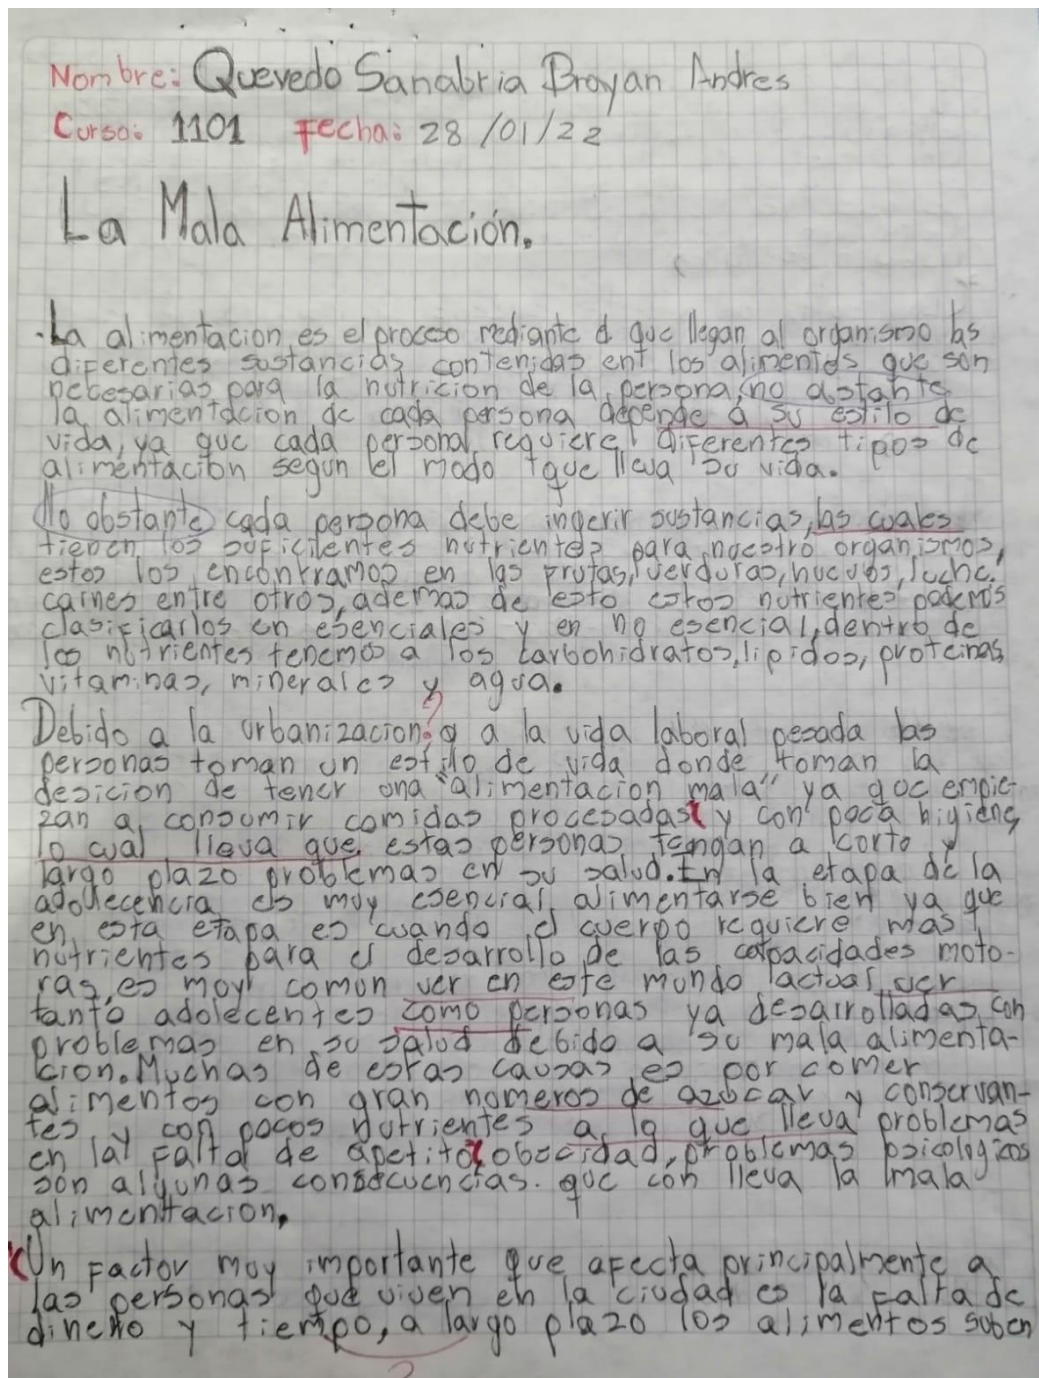 Nombre: Quevedo Sanabria Brayan Andres
Curso: 1101 Fecha: 28/01/22
La Mala Alimentación.
La alimentacion es el proceso mediante el que llegan al organismo las
diferentes sustancias contenidas ent los alimentos que son
necesarias para la nutricion de la persona, no obstante
la alimentacion de cada persona depende a su estilo de
vida, ya que cada personal requiere diferentes tipos de
alimentación segun el modo que lleva su vida.
No obstante cada persona debe ingerir sustancias, las cuales
tienen los suficientes nutrientes para nuestro organismos,
estos los encontramos en las frutas, verduras, huevos, leche,
carnes entre otros, ademas de esto estos nutrientes podemos
clasificarlos en esenciales y en no esencial, dentro de
los nutrientes tenemos a los carbohidratos, lipidos, proteinas,
vitaminas, minerales y agua.
?
Debido a la urbanizacion o a la vida laboral pesada las
personas toman un estilo de vida donde toman la
desicion de tener una "alimentacion mala" ya que empie-
zan a consumir comidas procesadas y con poca higiene,
lo cual lleva que estas personas tengan a corto y
largo plazo problemas en su salud. En la etapa de la
adolecencia es muy esencial alimentarse bien ya que
en esta etapa es cuando el cuerpo requiere mas
nutrientes para el desarrollo de las capacidades moto-
ras, es muy comun ver en este mundo actual ver
tanto adolecentes como personas ya desarrolladas con
problemas en su salud debido a su mala alimenta-
cion. Muchas de estas causas es por comer
alimentos con gran numeros de azucar y conservan-
tes, y con pocos nutrientes a lo que lleva problemas
en la falta de apetito, obecidad, problemas psicologicos
son algunas consecuencias. que con lleva la mala
alimentacion.
Un factor muy importante que afecta principalmente a
las personas que viven en la ciudad es la falta de
dinero y tiempo, a largo plazo los alimentos suben
?